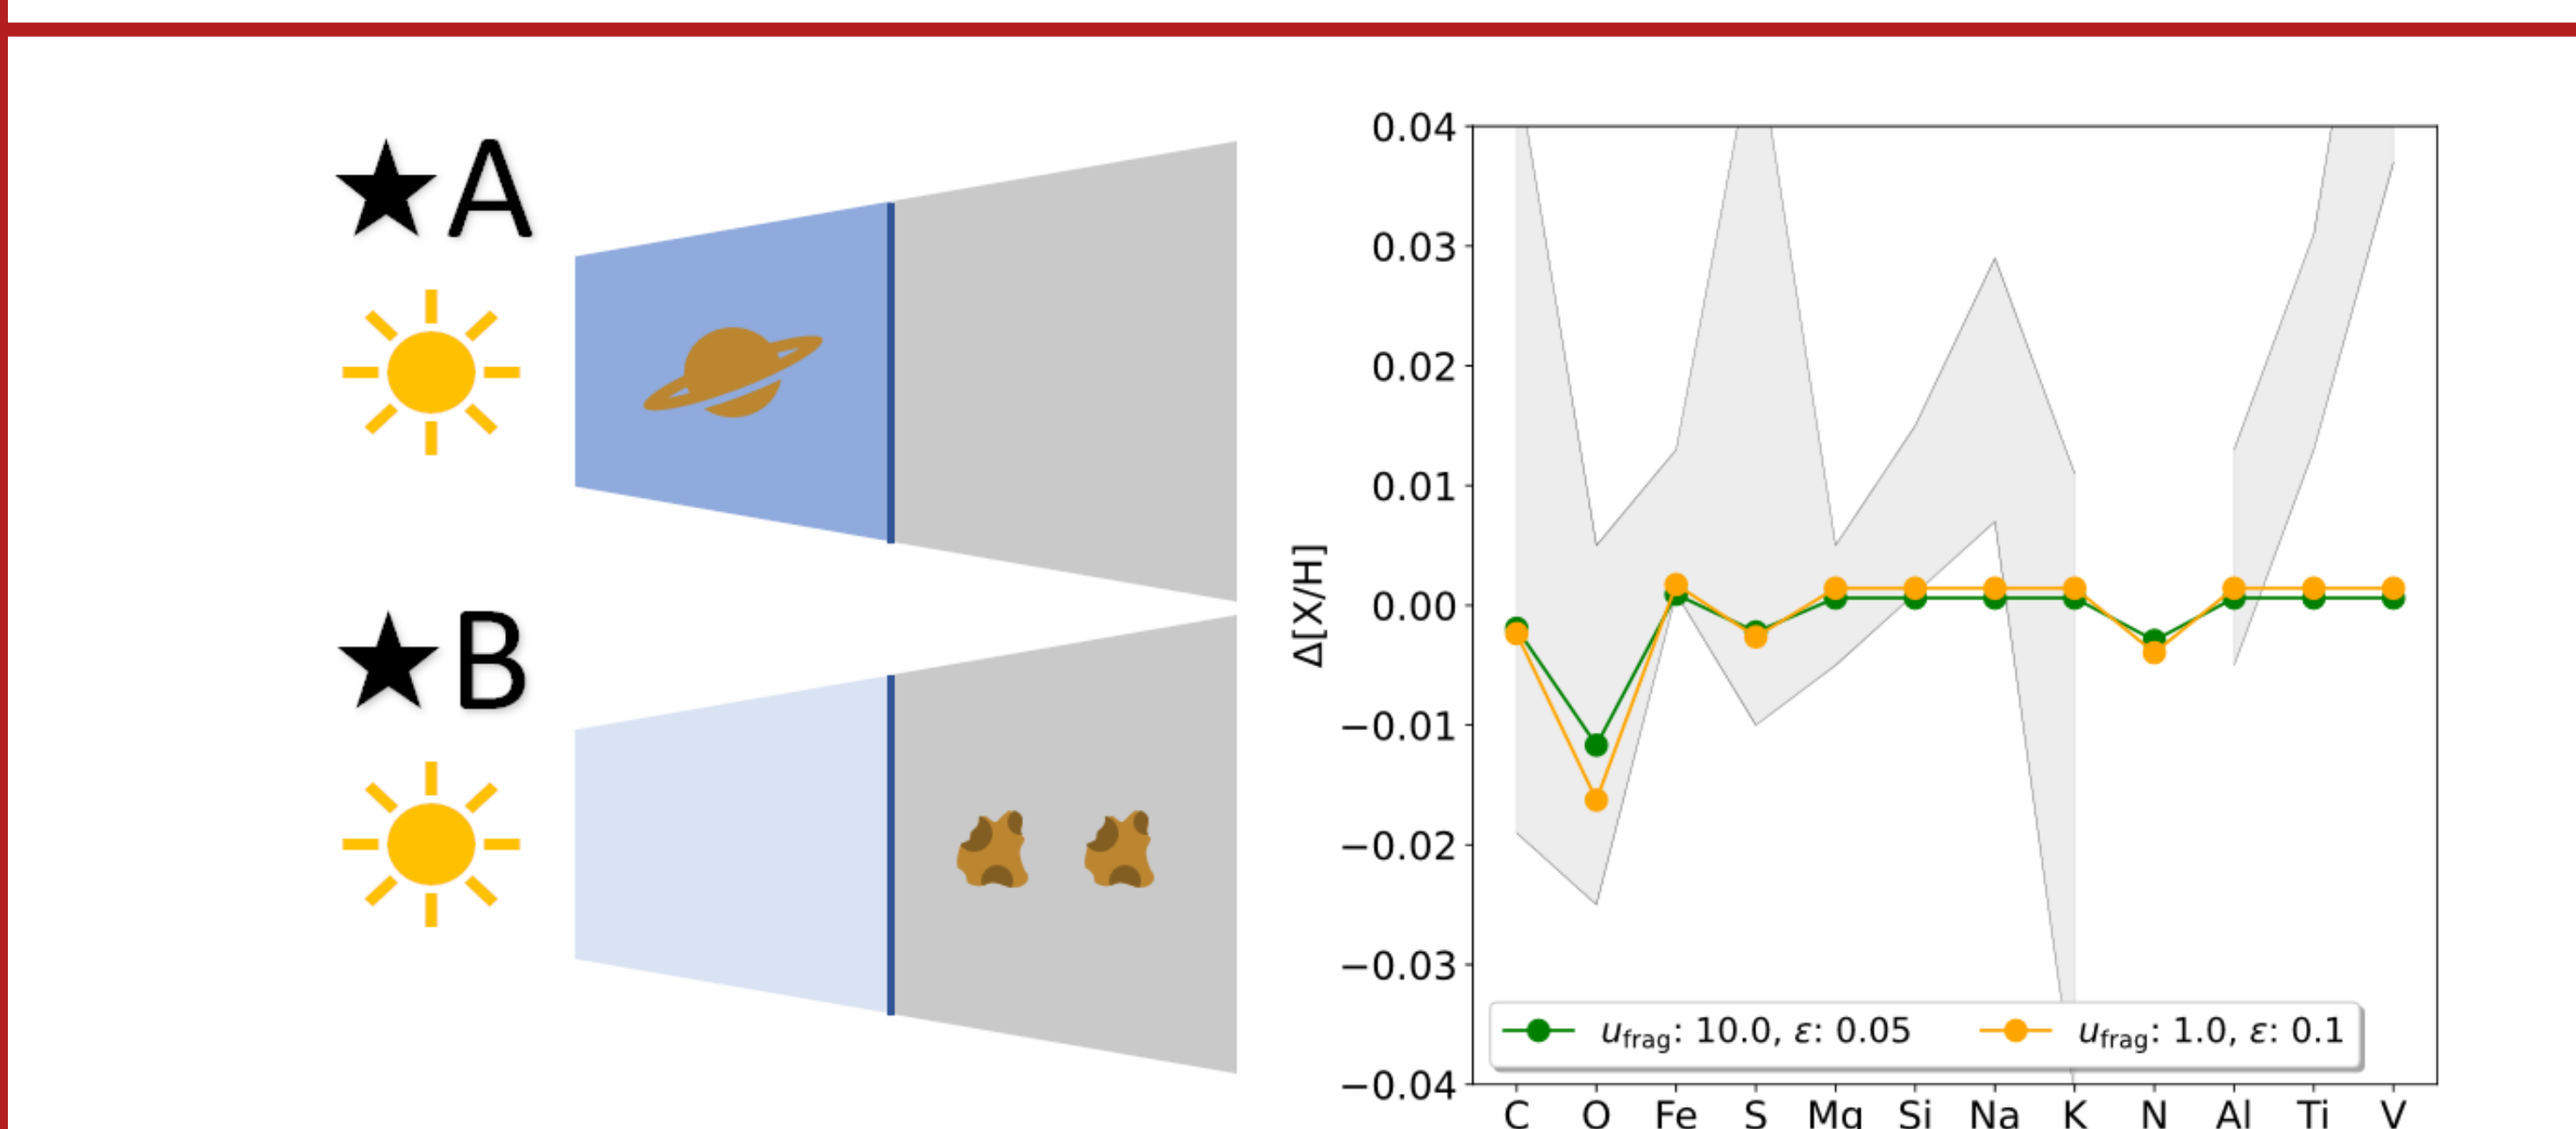 ★A
★B
0.04
0.03
0.02
0.01
0.00
−0.01
−0.02
−0.03
−0.04
Δ[X/H]
u_frag: 10.0, ε: 0.05
u_frag: 1.0, ε: 0.1
C O Fe S Mg Si Na K N Al Ti V